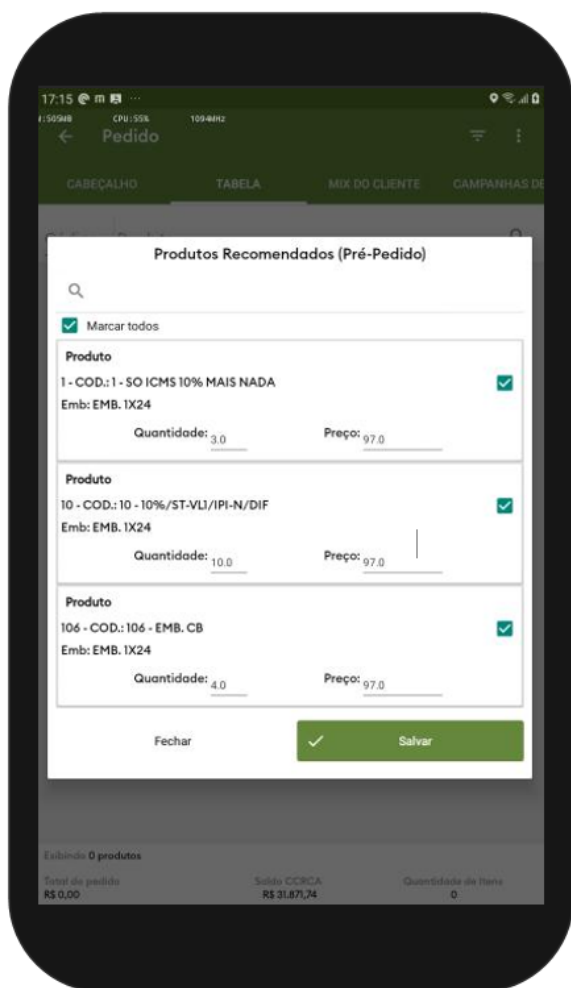 17:15
M:505MB CPU:55% 1094MHz
Pedido
CABEÇALHO TABELA MIX DO CLIENTE CAMPANHAS DE
Produtos Recomendados (Pré-Pedido)
Marcar todos
Produto
1 - COD.: 1 - SO ICMS 10% MAIS NADA
Emb: EMB. 1X24
Quantidade: 3.0 Preço: 97.0
Produto
10 - COD.: 10 - 10%/ST-VL1/IPI-N/DIF
Emb: EMB. 1X24
Quantidade: 10.0 Preço: 97.0
Produto
106 - COD.: 106 - EMB. CB
Emb: EMB. 1X24
Quantidade: 4.0 Preço: 97.0
Fechar Salvar
Exibindo 0 produtos
Total do pedido Saldo CCRCA Quantidade de Itens
R$ 0,00 R$ 31.871,74 0